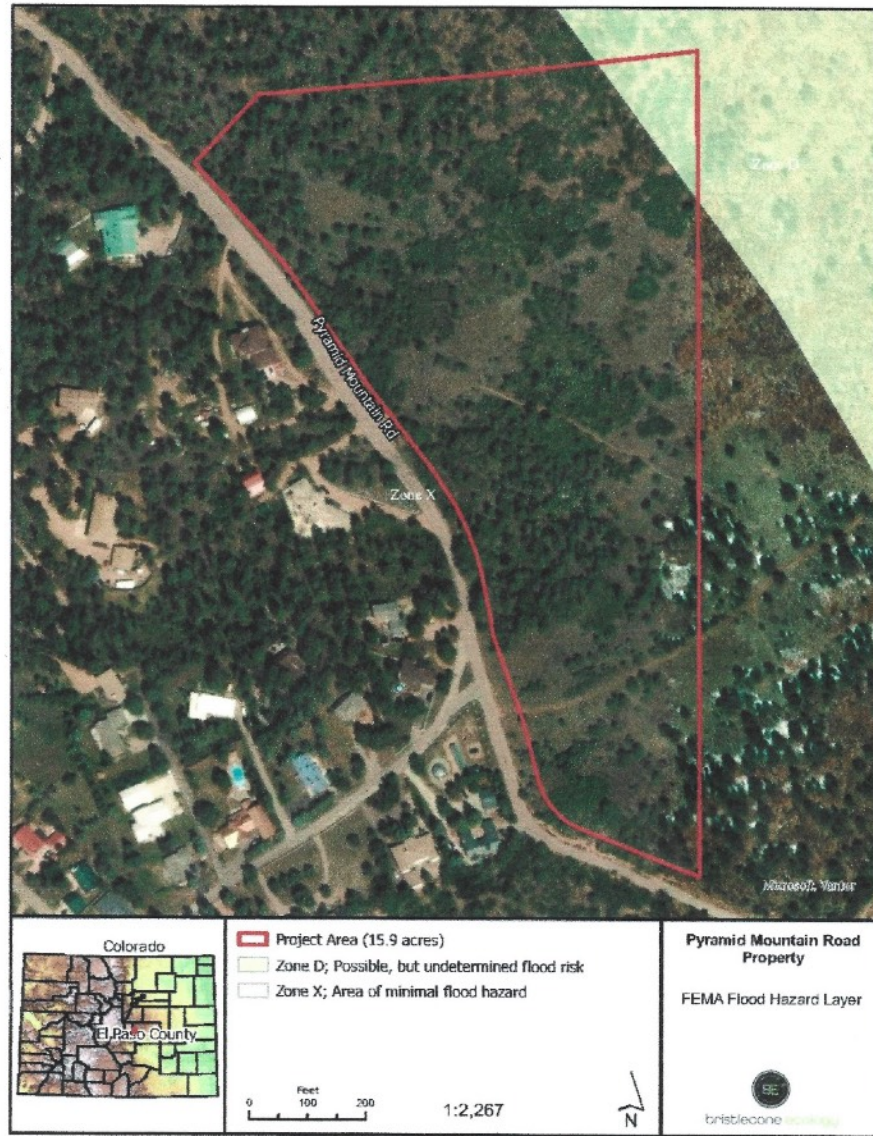 Zone D
Pyramid Mountain Rd
Zone X
Microsoft, Vantor
Colorado
El Paso County
Project Area (15.9 acres)
Zone D; Possible, but undetermined flood risk
Zone X; Area of minimal flood hazard
Feet
0 100 200
1:2,267
N
Pyramid Mountain Road
Property
FEMA Flood Hazard Layer
BE
bristlecone ecology